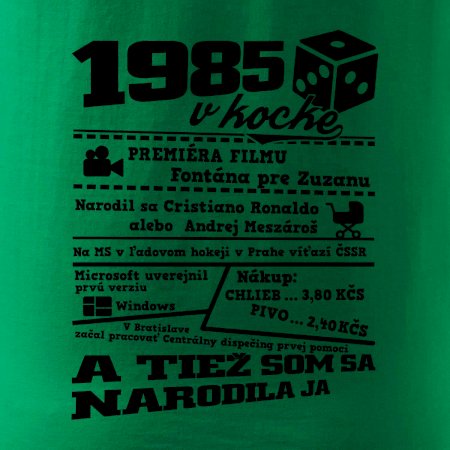 1985
v kocke
PREMIÉRA FILMU
Fontána pre Zuzanu
Narodil sa Cristiano Ronaldo
alebo Andrej Meszároš
Na MS v ľadovom hokeji v Prahe víťazí ČSSR
Microsoft uverejnil
prvú verziu
Windows
Nákup:
CHLIEB ... 3,80 KČS
PIVO ... 2,40 KČS
V Bratislave
začal pracovať Centrálny dispečing prvej pomoci
A TIEŽ SOM SA
NARODILA JA